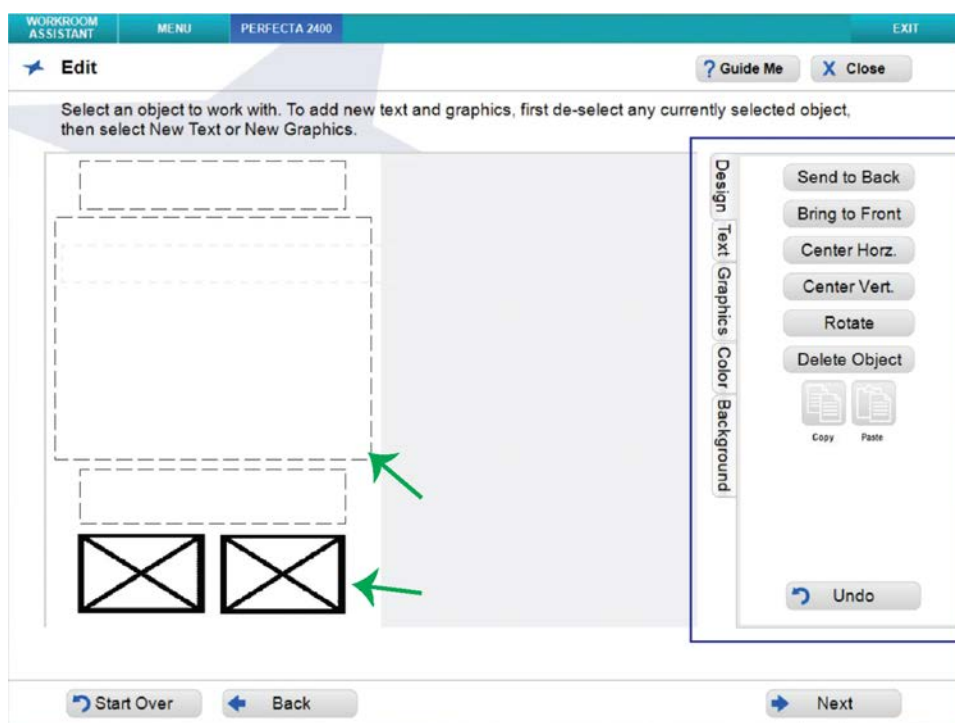 WORKROOM
ASSISTANT
MENU
PERFECTA 2400
EXIT
Edit
? Guide Me
X Close
Select an object to work with. To add new text and graphics, first de-select any currently selected object,
then select New Text or New Graphics.
Design
Text
Graphics
Color
Background
Send to Back
Bring to Front
Center Horz.
Center Vert.
Rotate
Delete Object
Copy
Paste
Undo
Start Over
Back
Next